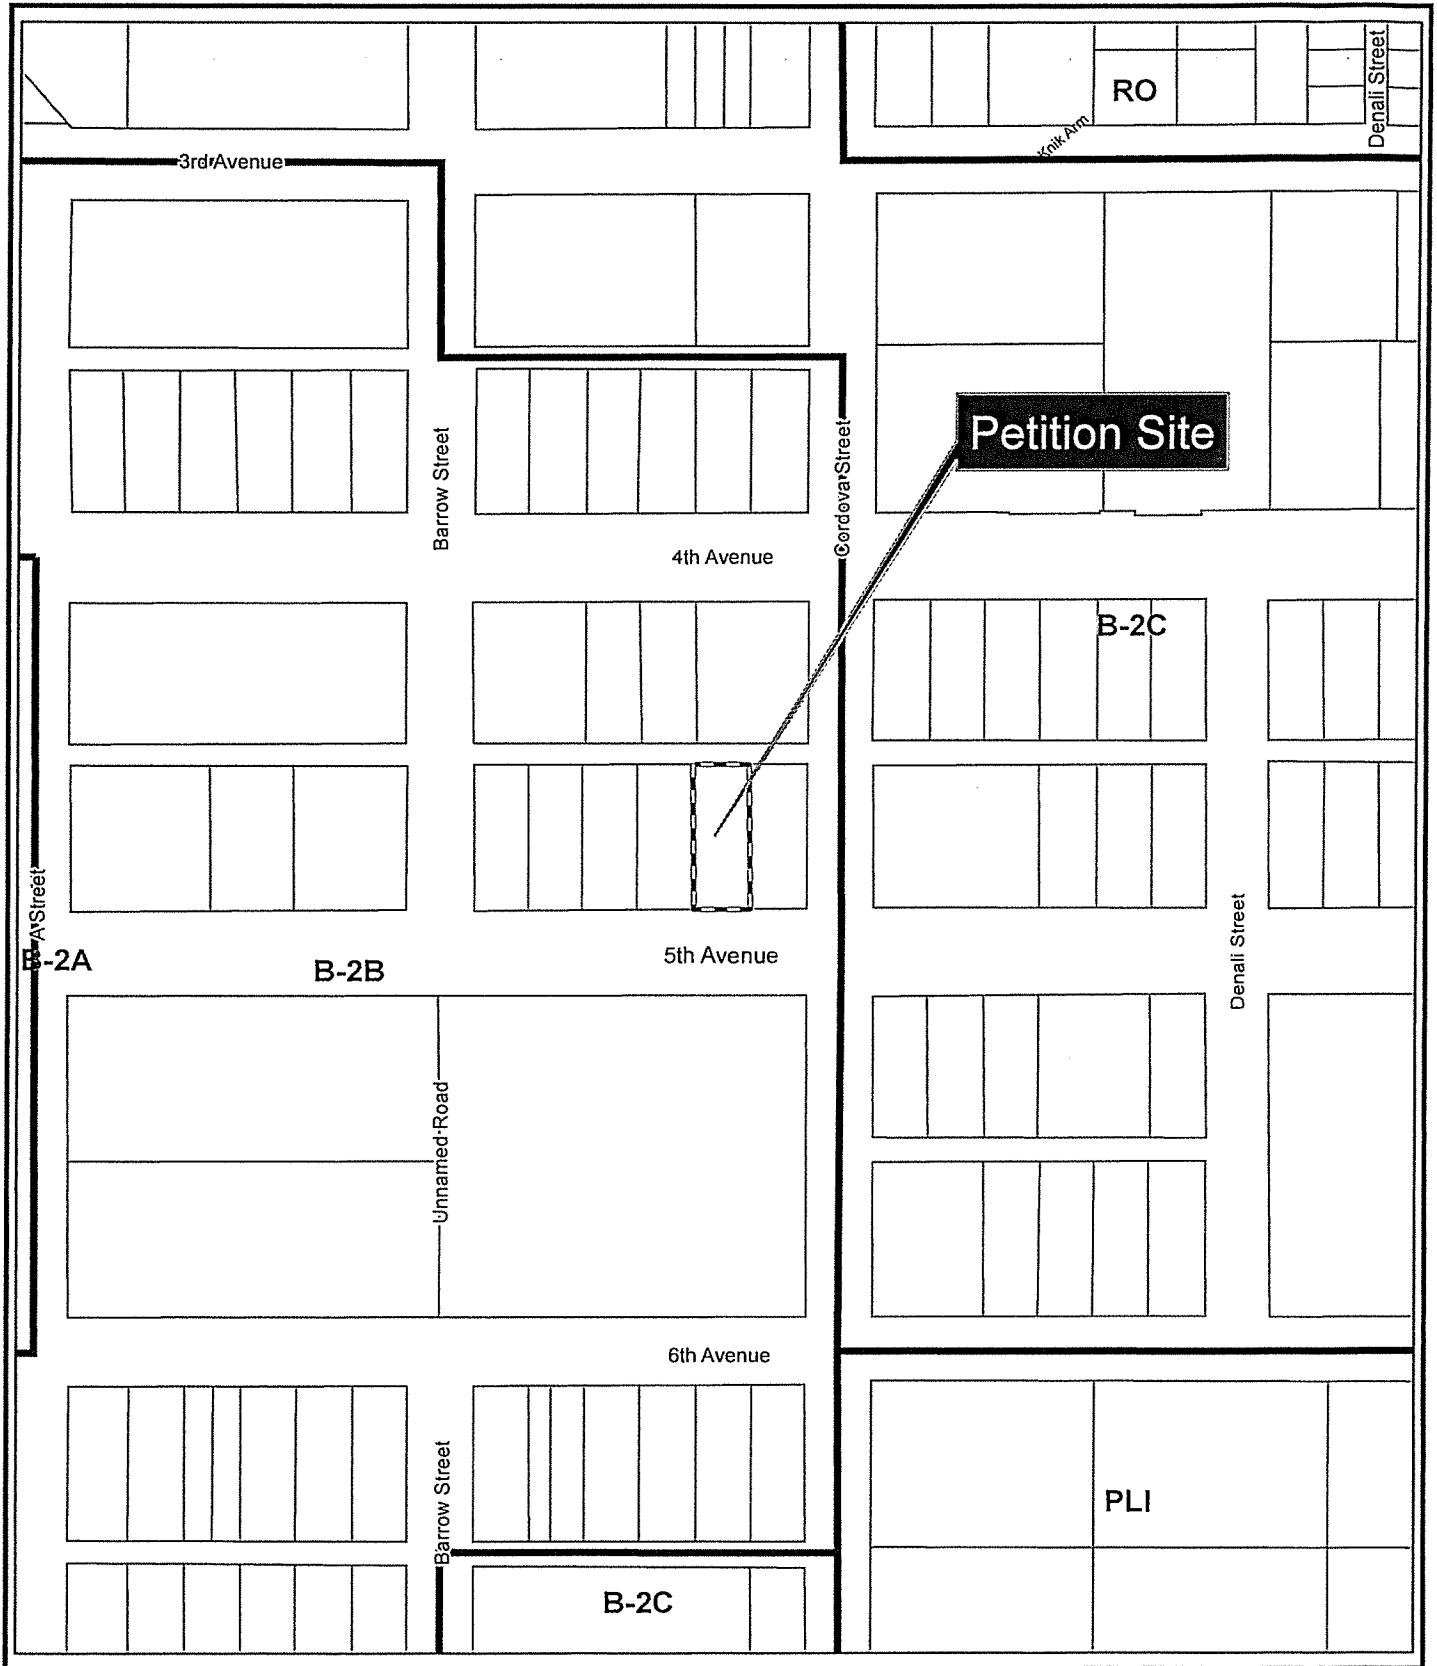 RO
Denali Street
Knik Arm
3rd Avenue
Petition Site
Barrow Street
Cordova Street
4th Avenue
B-2C
A Street
Denali Street
B-2A
B-2B
5th Avenue
Unnamed Road
6th Avenue
Barrow Street
PLI
B-2C